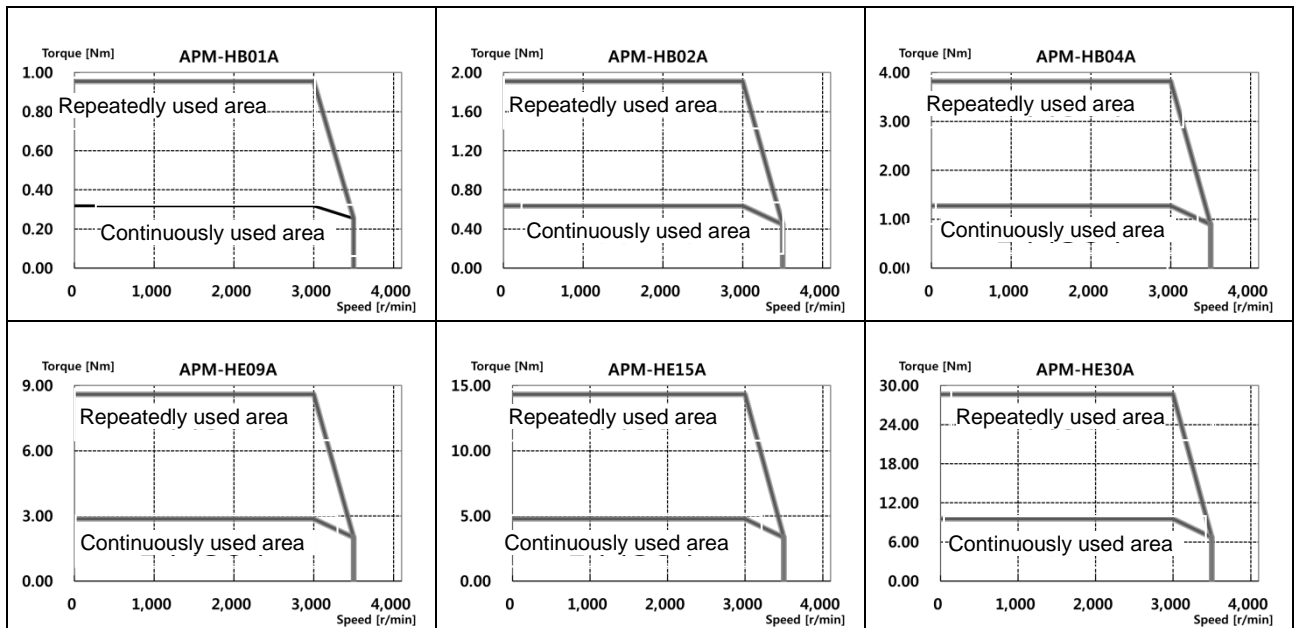 Torque [Nm] APM-HB01A
1.00
0.80 Repeatedly used area
0.60
0.40
0.20 Continuously used area
0.00
0 1,000 2,000 3,000 4,000
Speed [r/min]
Torque [Nm] APM-HB02A
2.00
1.60 Repeatedly used area
1.20
0.80
0.40 Continuously used area
0.00
0 1,000 2,000 3,000 4,000
Speed [r/min]
Torque [Nm] APM-HB04A
4.00
Repeatedly used area
3.00
2.00
1.00
Continuously used area
0.00
0 1,000 2,000 3,000 4,000
Speed [r/min]
Torque [Nm] APM-HE09A
9.00
Repeatedly used area
6.00
3.00
Continuously used area
0.00
0 1,000 2,000 3,000 4,000
Speed [r/min]
Torque [Nm] APM-HE15A
15.00
Repeatedly used area
10.00
5.00
Continuously used area
0.00
0 1,000 2,000 3,000 4,000
Speed [r/min]
Torque [Nm] APM-HE30A
30.00
Repeatedly used area
24.00
18.00
12.00
6.00 Continuously used area
0.00
0 1,000 2,000 3,000 4,000
Speed [r/min]